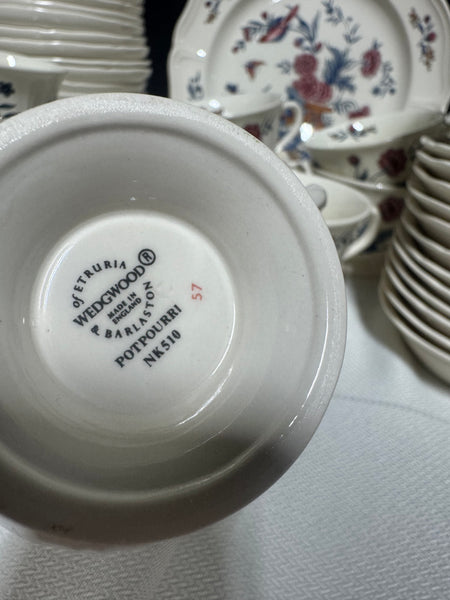 of ETRURIA
WEDGWOOD®
MADE IN
ENGLAND
& BARLASTON
POTPOURRI
NK510
57